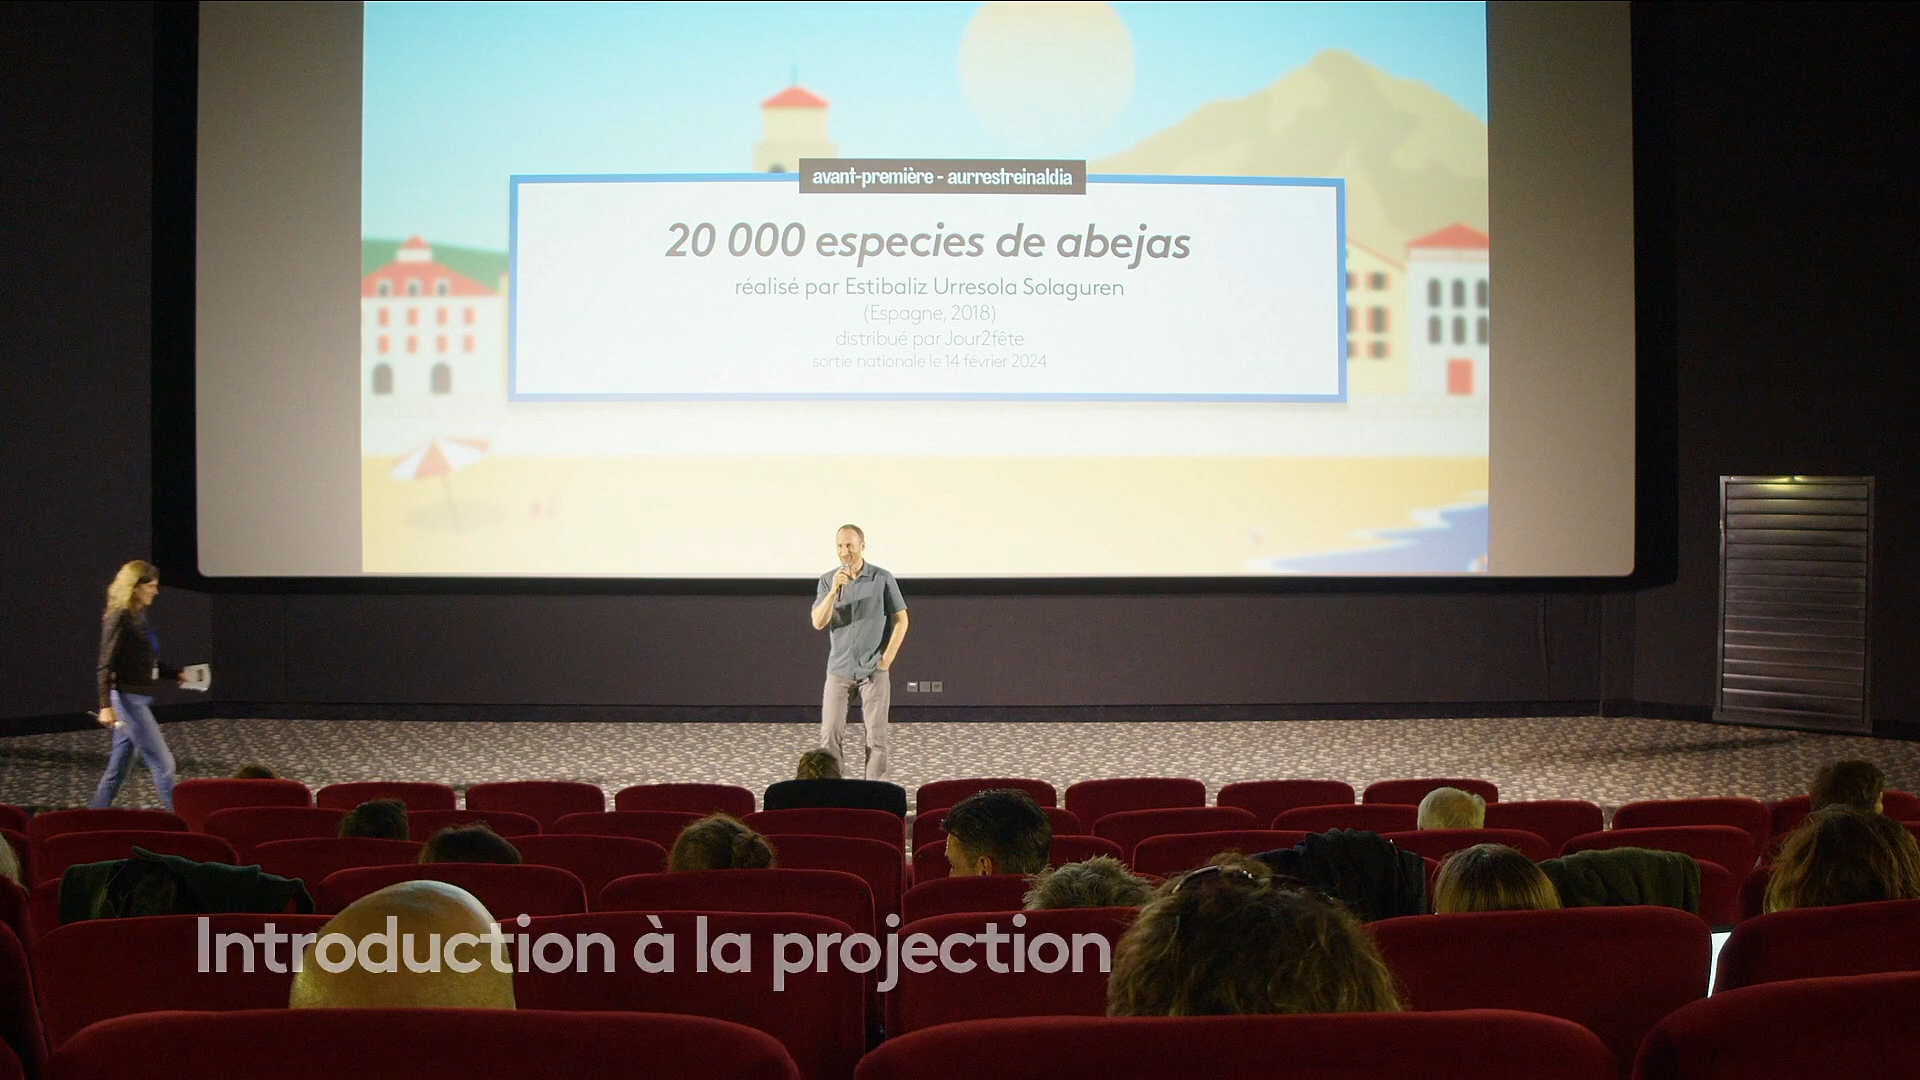 avant-première - aurrestreinaldia
20 000 especies de abejas
réalisé par Estibaliz Urresola Solaguren
(Espagne, 2018)
distribué par Jour2fête
sortie nationale le 14 février 2024
Introduction à la projection